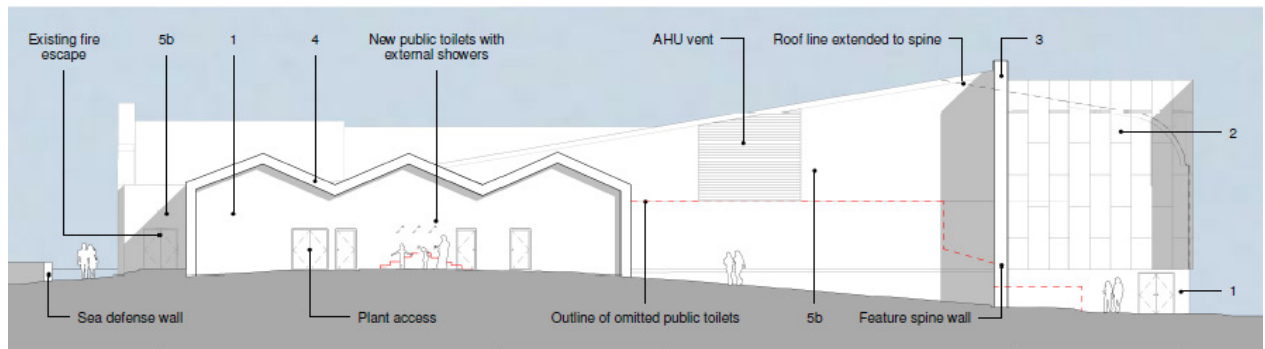 Existing fire
escape
5b
1
4
New public toilets with
external showers
AHU vent
Roof line extended to spine
3
2
Sea defense wall
Plant access
Outline of omitted public toilets
5b
Feature spine wall
1